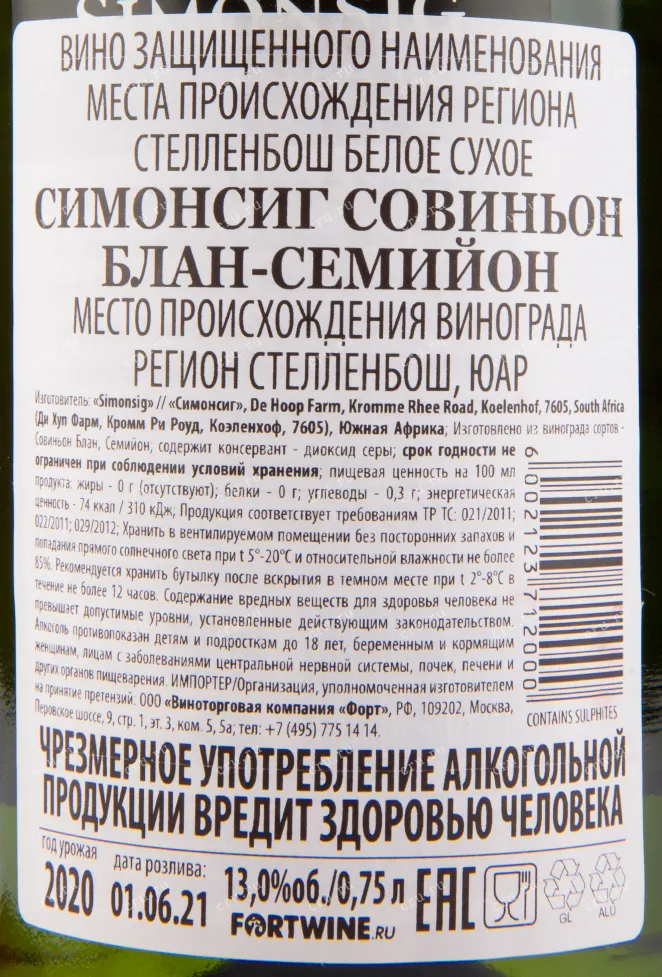 SIMONSIG
ВИНО ЗАЩИЩЕННОГО НАИМЕНОВАНИЯ
МЕСТА ПРОИСХОЖДЕНИЯ РЕГИОНА
СТЕЛЛЕНБОШ БЕЛОЕ СУХОЕ
СИМОНСИГ СОВИНЬОН
БЛАН-СЕМИЙОН
МЕСТО ПРОИСХОЖДЕНИЯ ВИНОГРАДА
РЕГИОН СТЕЛЛЕНБОШ, ЮАР
Изготовитель: «Simonsig» // «Симонсиг», De Hoop Farm, Kromme Rhee Road, Koelenhof, 7605, South Africa
(Ди Хуп Фарм, Кромм Ри Роуд, Коэленхоф, 7605), Южная Африка; Изготовлено из винограда сортов -
Совиньон Блан, Семийон; содержит консервант - диоксид серы; срок годности не
ограничен при соблюдении условий хранения; пищевая ценность на 100 мл
продукта: жиры - 0 г (отсутствуют); белки - 0 г; углеводы - 0,3 г; энергетическая
ценность - 74 ккал / 310 кДж; Продукция соответствует требованиям ТР ТС: 021/2011;
022/2011; 029/2012; Хранить в вентилируемом помещении без посторонних запахов и
попадания прямого солнечного света при t 5°-20°C и относительной влажности не более
85%. Рекомендуется хранить бутылку после вскрытия в темном месте при t 2°-8°C в
течение не более 12 часов. Содержание вредных веществ для здоровья человека не
превышает допустимые уровни, установленные действующим законодательством.
Алкоголь противопоказан детям и подросткам до 18 лет, беременным и кормящим
женщинам, лицам с заболеваниями центральной нервной системы, почек, печени и
других органов пищеварения. ИМПОРТЕР/Организация, уполномоченная изготовителем
на принятие претензий. ООО «Виноторговая компания «Форт», РФ, 109202, Москва,
Перовское шоссе, 9, стр. 1, эт. 3, ком. 5, 5а; тел: +7 (495) 775 14 14.
6 002123 712000
CONTAINS SULPHITES
ЧРЕЗМЕРНОЕ УПОТРЕБЛЕНИЕ АЛКОГОЛЬНОЙ
ПРОДУКЦИИ ВРЕДИТ ЗДОРОВЬЮ ЧЕЛОВЕКА
год урожая дата розлива:
2020 01.06.21 13,0%об./0,75 л EAC
FORTWINE.RU
GL ALU